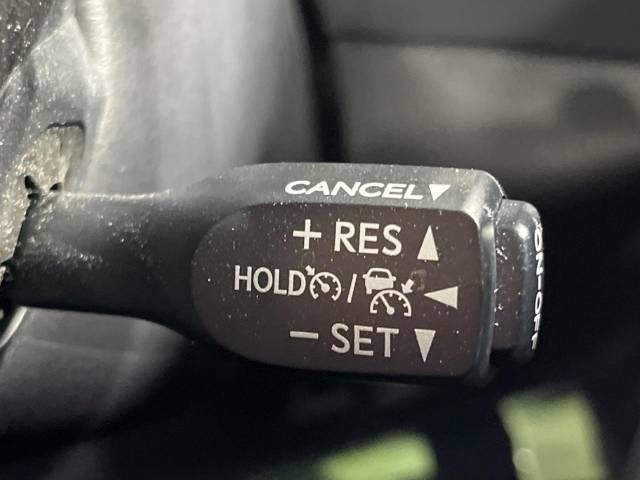 CANCEL▼
+ RES ▲
HOLD / ◀
− SET ▼
ON-OFF